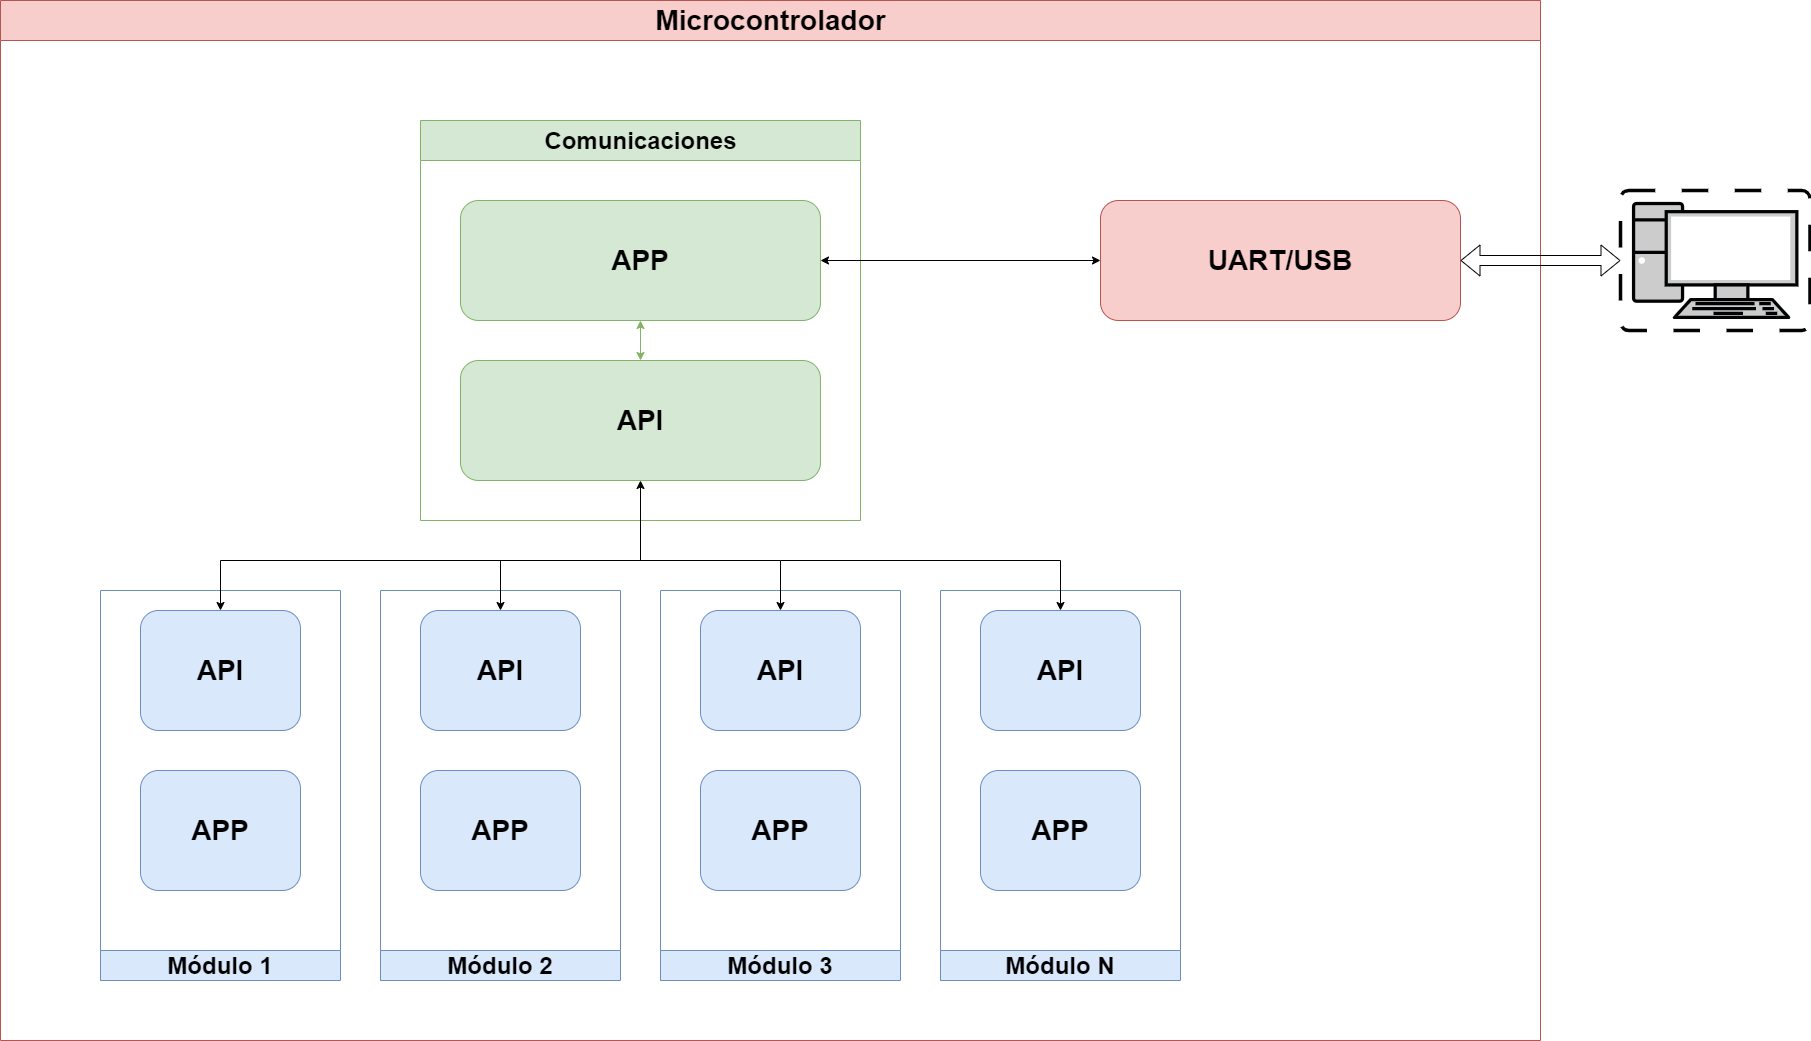 Microcontrolador
Comunicaciones
APP
UART/USB
API
API
API
API
API
APP
APP
APP
APP
Módulo 1
Módulo 2
Módulo 3
Módulo N